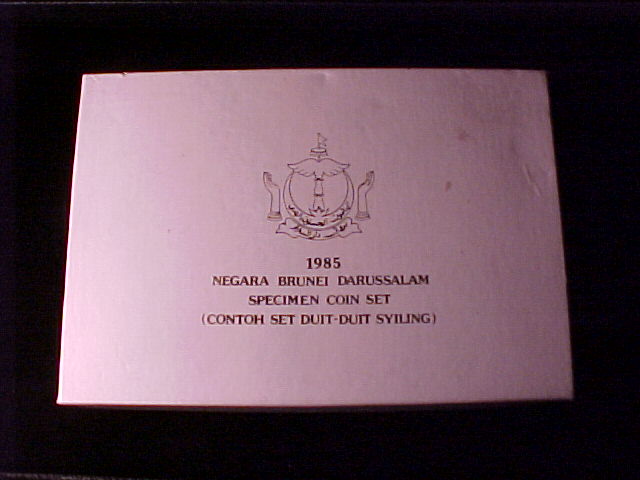 1985
NEGARA BRUNEI DARUSSALAM
SPECIMEN COIN SET
(CONTOH SET DUIT-DUIT SYILING)